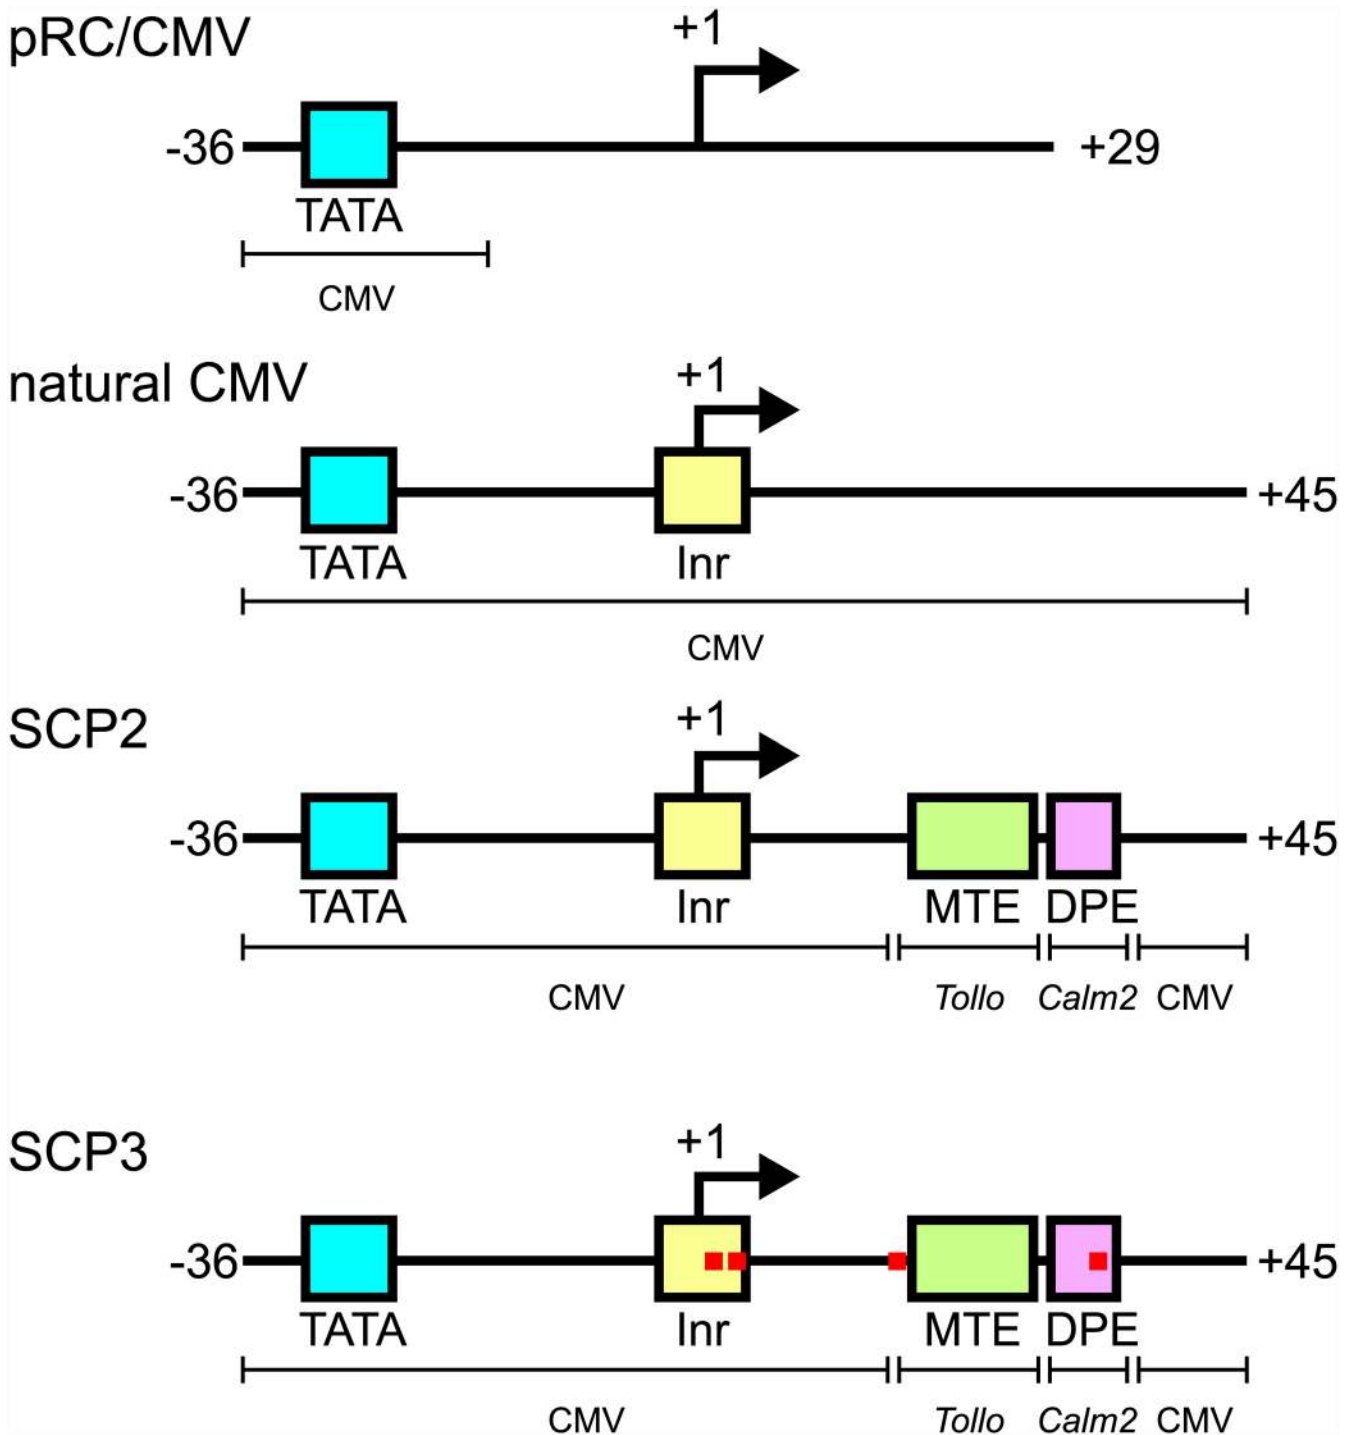 pRC/CMV
+1
-36 +29
TATA
CMV
natural CMV
+1
-36 +45
TATA Inr
CMV
SCP2
+1
-36 +45
TATA Inr MTE DPE
CMV Tollo Calm2 CMV
SCP3
+1
-36 +45
TATA Inr MTE DPE
CMV Tollo Calm2 CMV